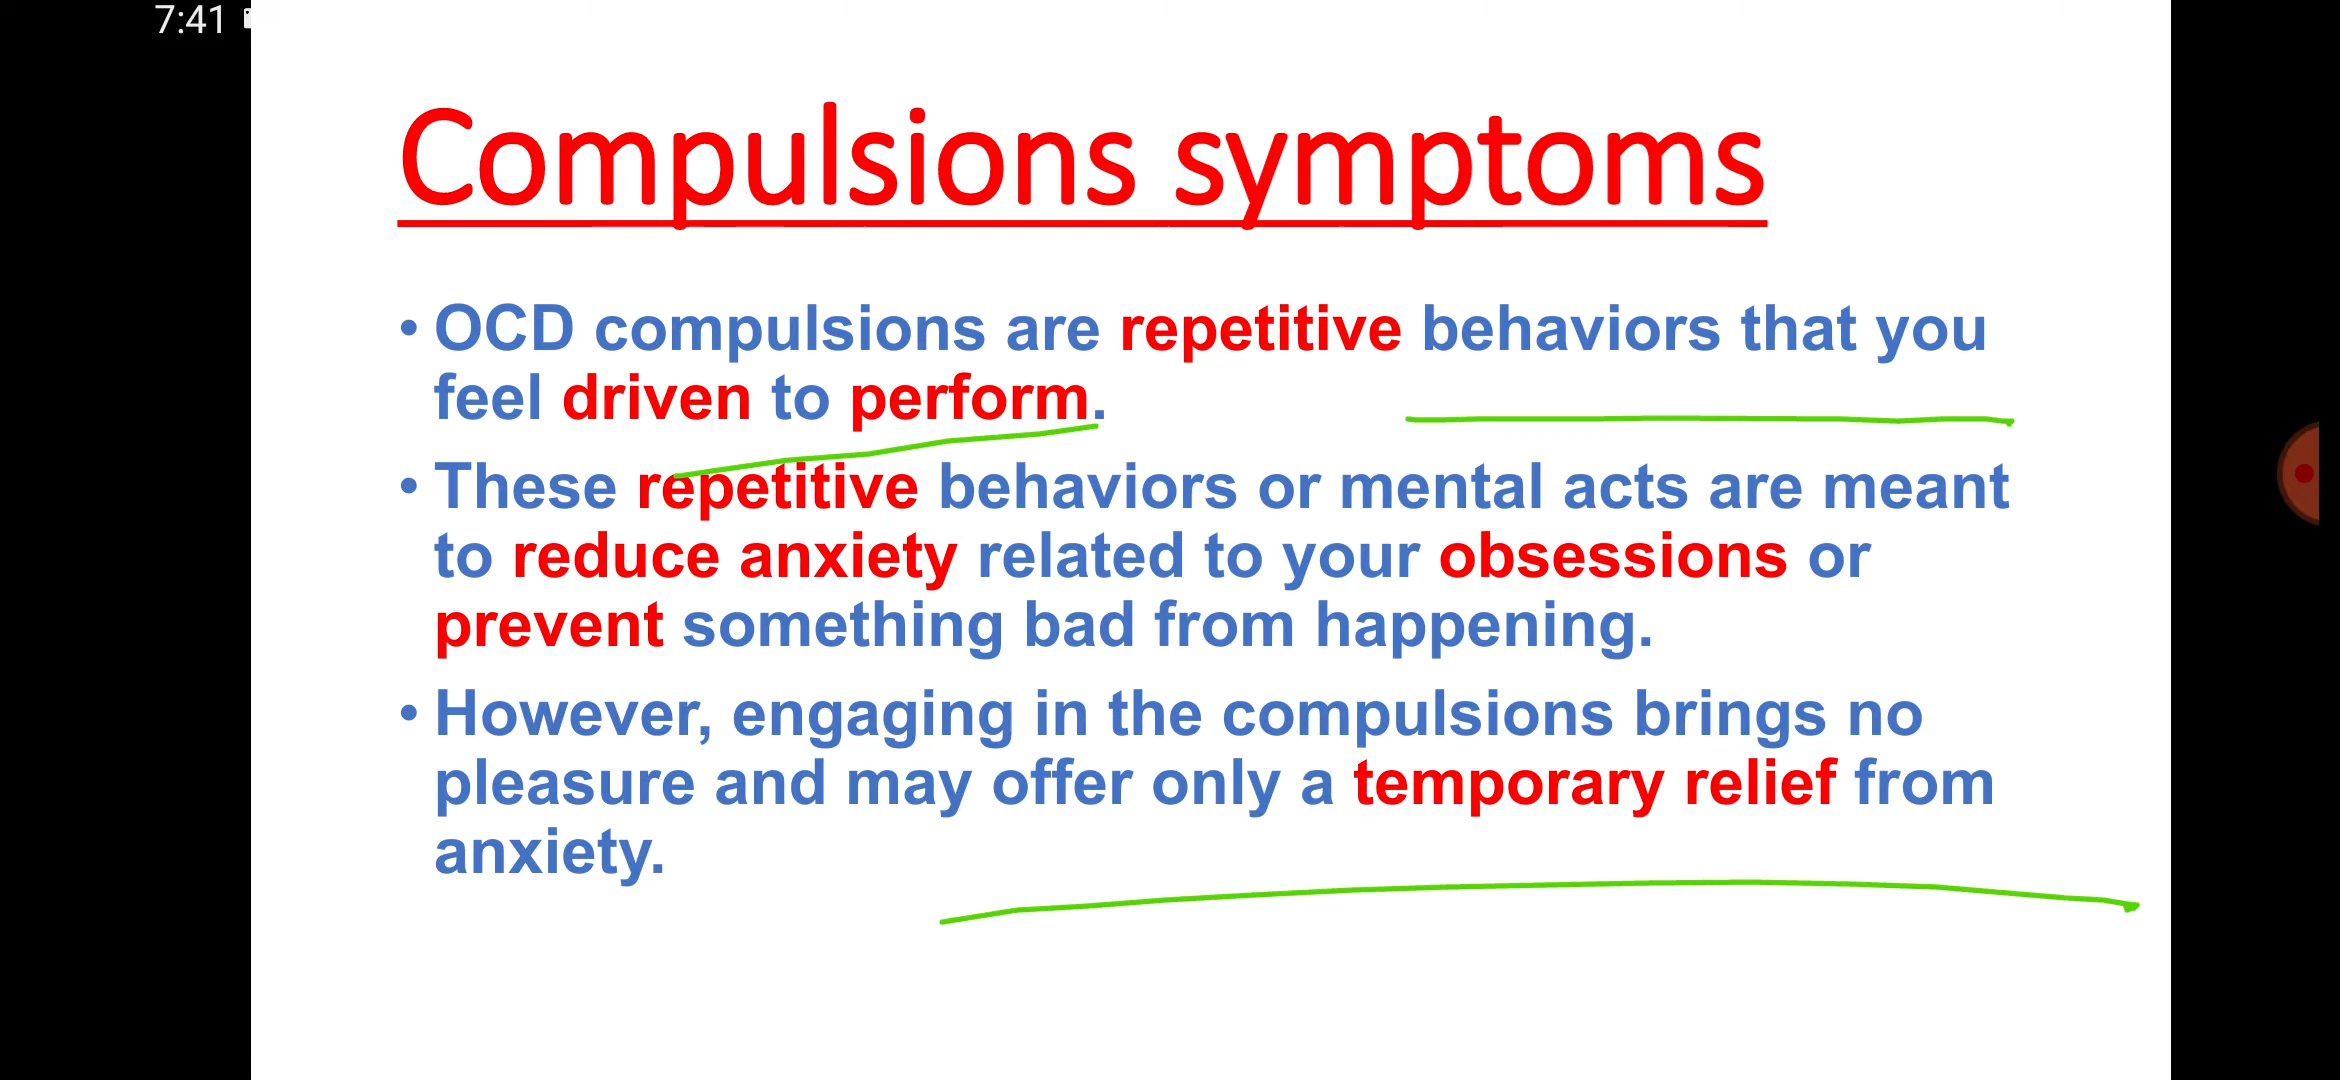 7:41
Compulsions symptoms
• OCD compulsions are repetitive behaviors that you
feel driven to perform.
• These repetitive behaviors or mental acts are meant
to reduce anxiety related to your obsessions or
prevent something bad from happening.
• However, engaging in the compulsions brings no
pleasure and may offer only a temporary relief from
anxiety.